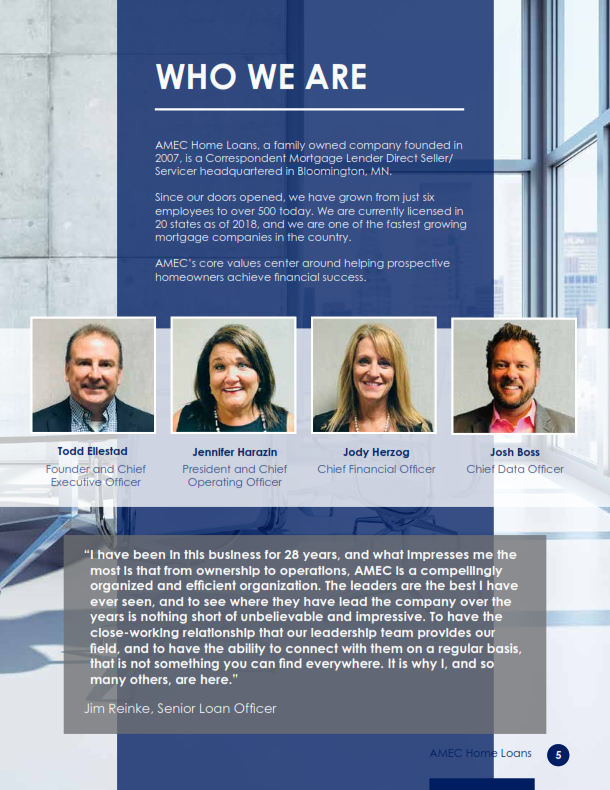 WHO WE ARE
AMEC Home Loans, a family owned company founded in
2007, is a Correspondent Mortgage Lender Direct Seller/
Servicer headquartered in Bloomington, MN.
Since our doors opened, we have grown from just six
employees to over 500 today. We are currently licensed in
20 states as of 2018, and we are one of the fastest growing
mortgage companies in the country.
AMEC's core values center around helping prospective
homeowners achieve financial success.
Todd Ellestad
Founder and Chief
Executive Officer
Jennifer Harazin
President and Chief
Operating Officer
Jody Herzog
Chief Financial Officer
Josh Boss
Chief Data Officer
“I have been in this business for 28 years, and what impresses me the
most is that from ownership to operations, AMEC is a compellingly
organized and efficient organization. The leaders are the best I have
ever seen, and to see where they have lead the company over the
years is nothing short of unbelievable and impressive. To have the
close-working relationship that our leadership team provides our
field, and to have the ability to connect with them on a regular basis,
that is not something you can find everywhere. It is why I, and so
many others, are here.”
Jim Reinke, Senior Loan Officer
AMEC Home Loans 5